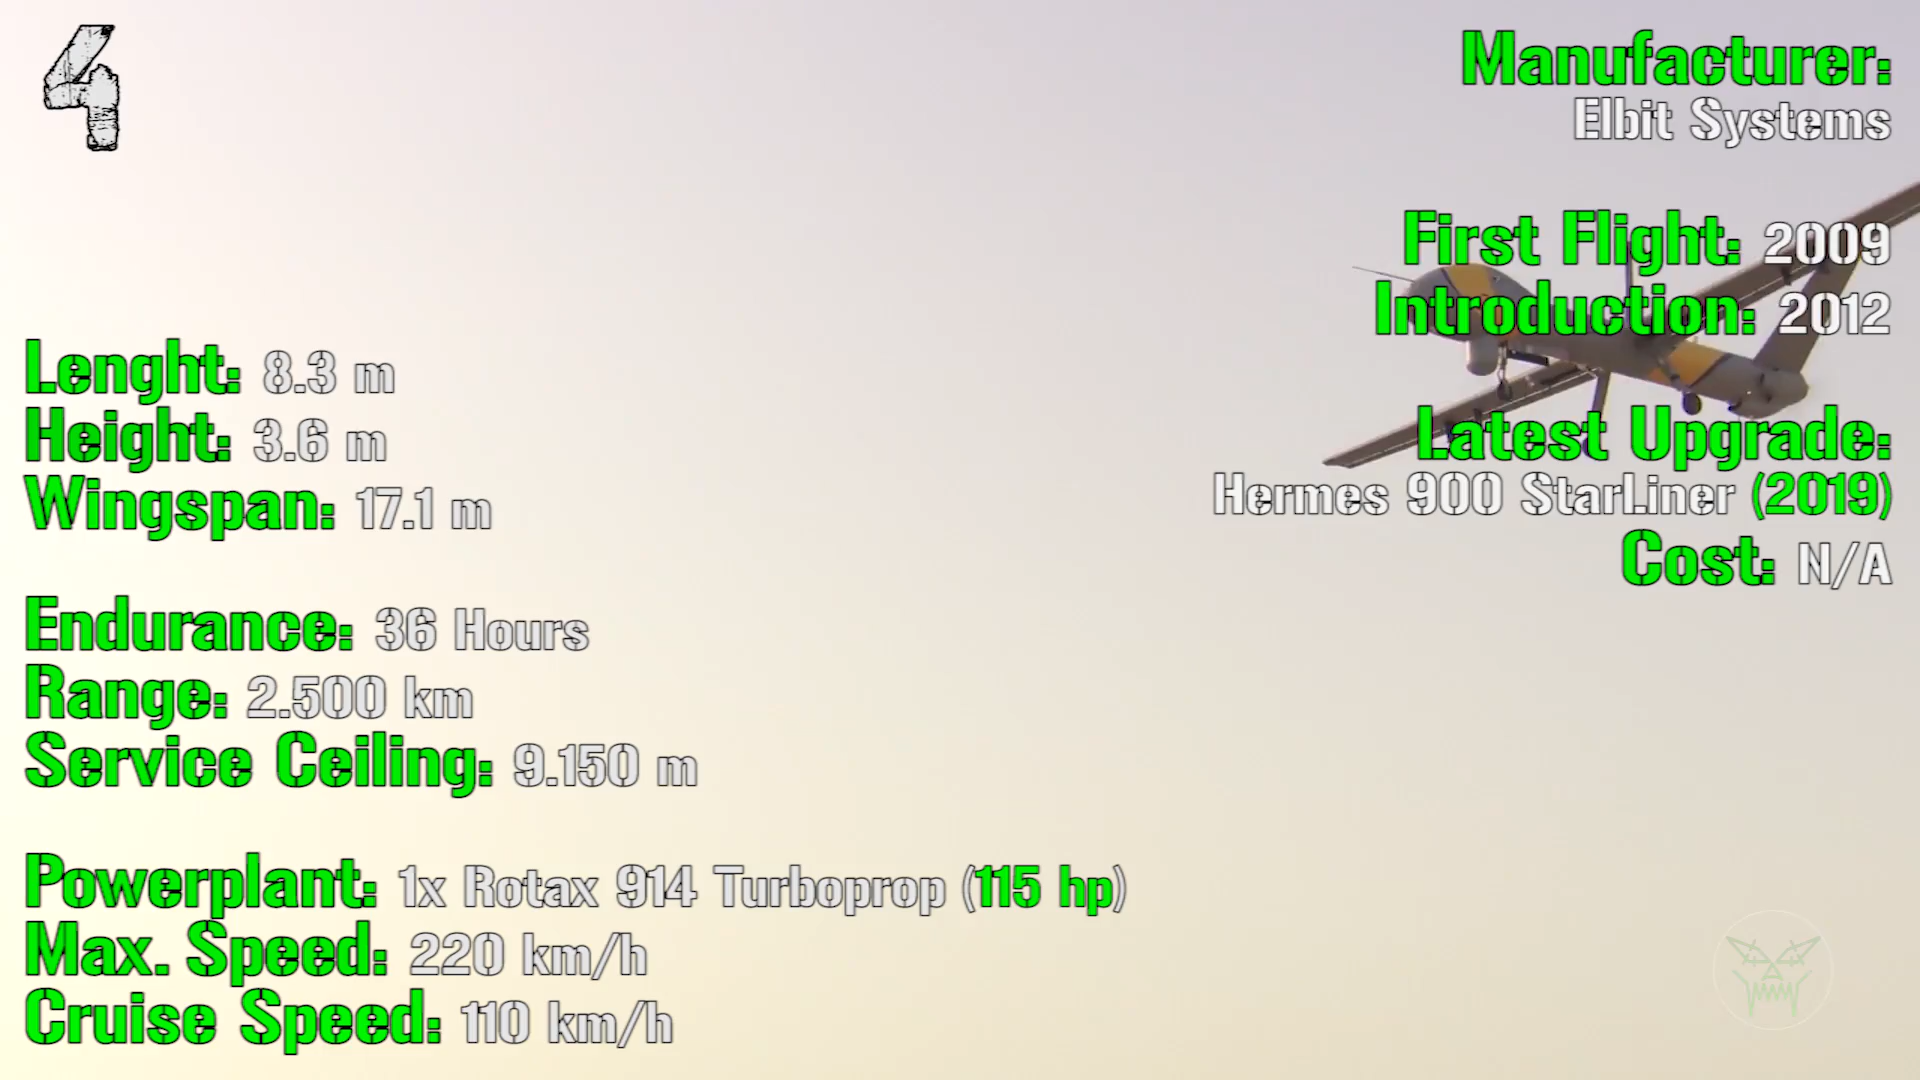 4
Manufacturer:
Elbit Systems
First Flight: 2009
Introduction: 2012
Latest Upgrade:
Hermes 900 StarLiner (2019)
Cost: N/A
Lenght: 8.3 m
Height: 3.6 m
Wingspan: 17.1 m
Endurance: 36 Hours
Range: 2.500 km
Service Ceiling: 9.150 m
Powerplant: 1x Rotax 914 Turboprop (115 hp)
Max. Speed: 220 km/h
Cruise Speed: 110 km/h